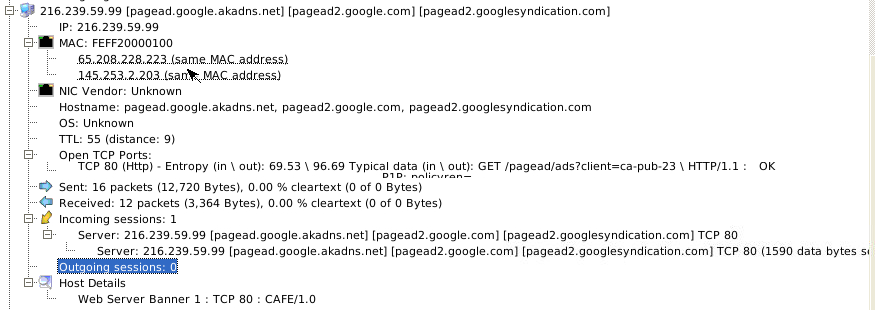 216.239.59.99 [pagead.google.akadns.net] [pagead2.google.com] [pagead2.googlesyndication.com]
IP: 216.239.59.99
MAC: FEFF20000100
65.208.228.223 (same MAC address)
145.253.2.203 (same MAC address)
NIC Vendor: Unknown
Hostname: pagead.google.akadns.net, pagead2.google.com, pagead2.googlesyndication.com
OS: Unknown
TTL: 55 (distance: 9)
Open TCP Ports:
TCP 80 (Http) - Entropy (in \ out): 69.53 \ 96.69 Typical data (in \ out): GET /pagead/ads?client=ca-pub-23 \ HTTP/1.1 : OK
P1P: policyref=
Sent: 16 packets (12,720 Bytes), 0.00 % cleartext (0 of 0 Bytes)
Received: 12 packets (3,364 Bytes), 0.00 % cleartext (0 of 0 Bytes)
Incoming sessions: 1
Server: 216.239.59.99 [pagead.google.akadns.net] [pagead2.google.com] [pagead2.googlesyndication.com] TCP 80
Server: 216.239.59.99 [pagead.google.akadns.net] [pagead2.google.com] [pagead2.googlesyndication.com] TCP 80 (1590 data bytes se
Outgoing sessions: 0
Host Details
Web Server Banner 1 : TCP 80 : CAFE/1.0